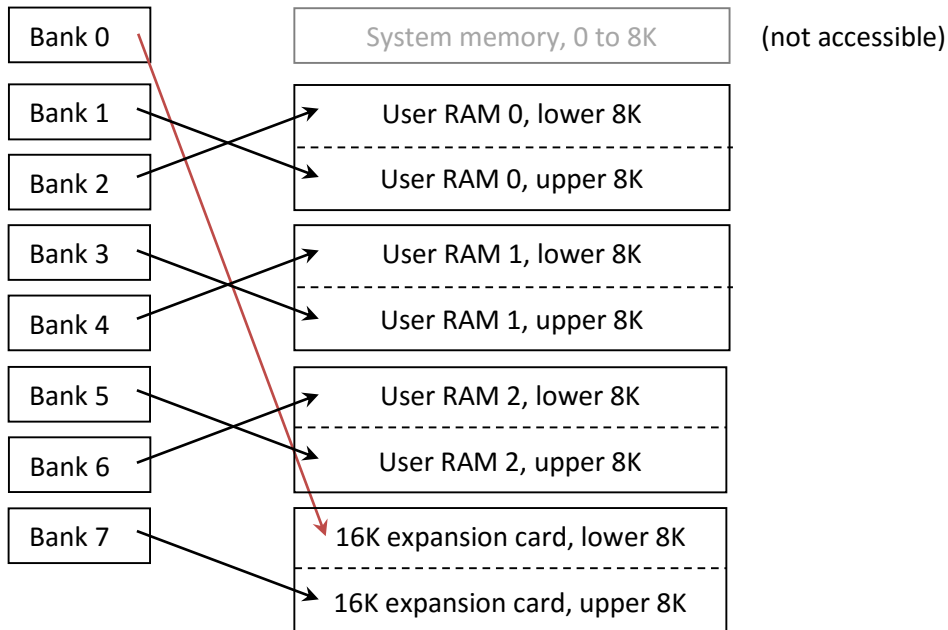 Bank 0
System memory, 0 to 8K
(not accessible)
Bank 1
User RAM 0, lower 8K
Bank 2
User RAM 0, upper 8K
Bank 3
User RAM 1, lower 8K
Bank 4
User RAM 1, upper 8K
Bank 5
User RAM 2, lower 8K
Bank 6
User RAM 2, upper 8K
Bank 7
16K expansion card, lower 8K
16K expansion card, upper 8K